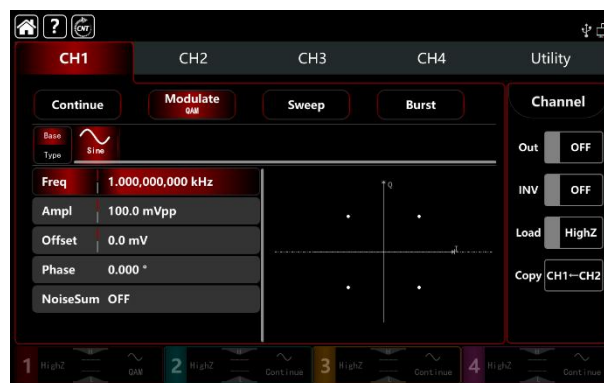 ? CNT
CH1 CH2 CH3 CH4 Utility
Continue Modulate QAM Sweep Burst Channel
Base Type Sine
Out OFF
Freq 1.000,000,000 kHz
INV OFF
Ampl 100.0 mVpp
Load HighZ
Offset 0.0 mV
Phase 0.000 °
Copy CH1←CH2
NoiseSum OFF
Q
I
1 HighZ QAM 2 HighZ Continue 3 HighZ Continue 4 HighZ Continue